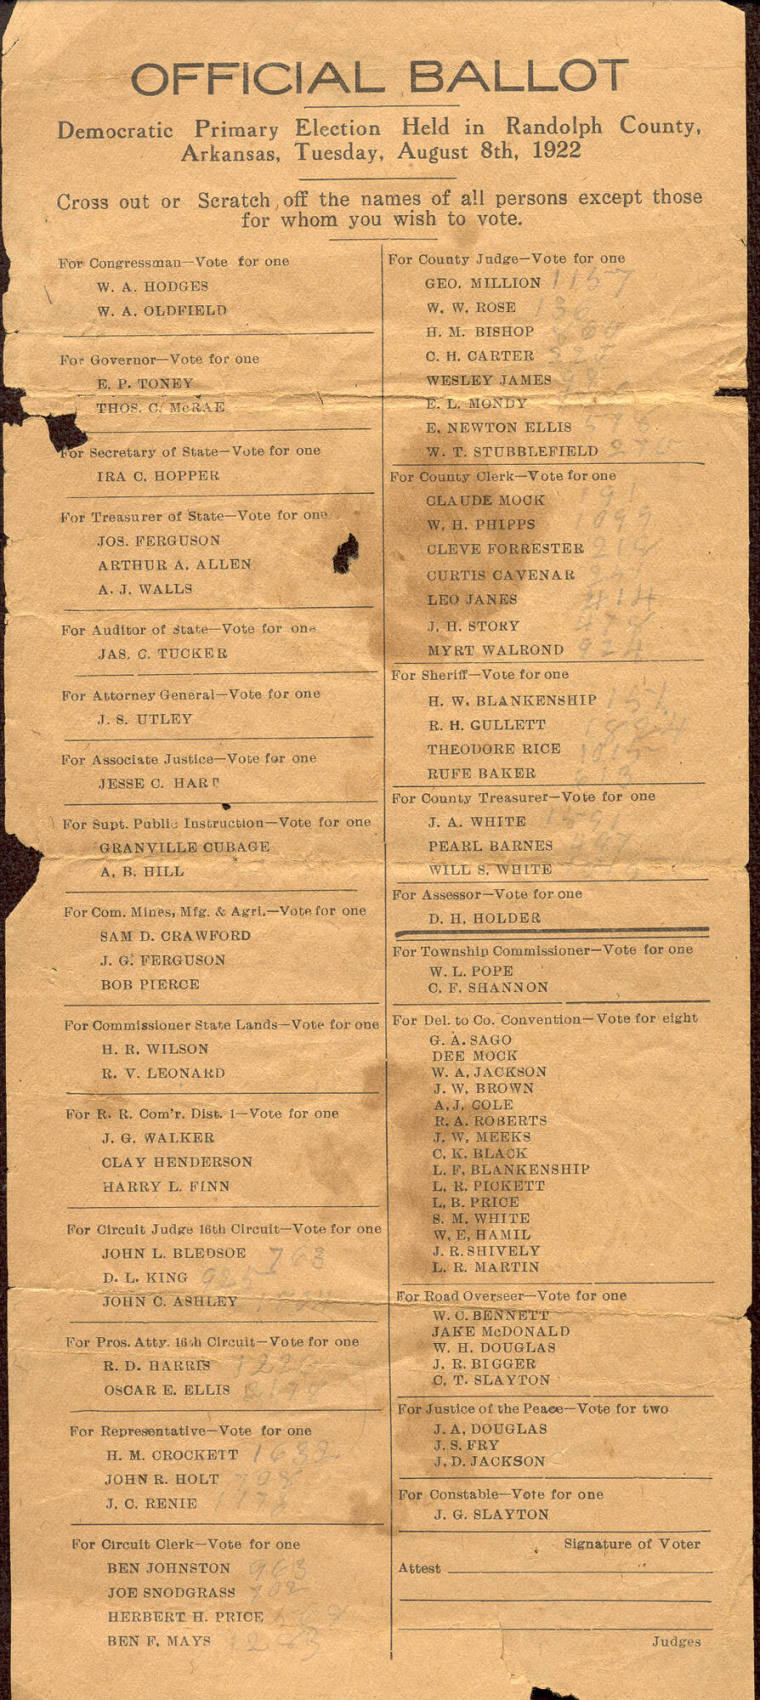 OFFICIAL BALLOT
Democratic Primary Election Held in Randolph County,
Arkansas, Tuesday, August 8th, 1922
Cross out or Scratch off the names of all persons except those
for whom you wish to vote.
For Congressman—Vote for one
W. A. HODGES
W. A. OLDFIELD
For Governor—Vote for one
E. P. TONEY
THOS. C. McRAE
For Secretary of State—Vote for one
IRA C. HOPPER
For Treasurer of State—Vote for one
JOS. FERGUSON
ARTHUR A. ALLEN
A. J. WALLS
For Auditor of State—Vote for one
JAS. C. TUCKER
For Attorney General—Vote for one
J. S. UTLEY
For Associate Justice—Vote for one
JESSE C. HART
For Supt. Public Instruction—Vote for one
GRANVILLE CUBAGE
A. B. HILL
For Com. Mines, Mfg. & Agri.—Vote for one
SAM D. CRAWFORD
J. G. FERGUSON
BOB PIERCE
For Commissioner State Lands—Vote for one
H. R. WILSON
R. V. LEONARD
For R. R. Com'r. Dist. 1—Vote for one
J. G. WALKER
CLAY HENDERSON
HARRY L. FINN
For Circuit Judge 16th Circuit—Vote for one
JOHN L. BLEDSOE 763
D. L. KING
JOHN C. ASHLEY
For Pros. Atty. 16th Circuit—Vote for one
R. D. HARRIS
OSCAR E. ELLIS
For Representative—Vote for one
H. M. CROCKETT 1632
JOHN R. HOLT
J. C. RENIE
For Circuit Clerk—Vote for one
BEN JOHNSTON 963
JOE SNODGRASS 702
HERBERT H. PRICE
BEN F. MAYS 1263
For County Judge—Vote for one
GEO. MILLION 1157
W. W. ROSE
H. M. BISHOP
C. H. CARTER
WESLEY JAMES
E. L. MONDY
E. NEWTON ELLIS
W. T. STUBBLEFIELD 276
For County Clerk—Vote for one
CLAUDE MOCK 191
W. H. PHIPPS 1099
CLEVE FORRESTER 214
CURTIS CAVENAR
LEO JANES 414
J. H. STORY
MYRT WALROND 924
For Sheriff—Vote for one
H. W. BLANKENSHIP 151
R. H. GULLETT
THEODORE RICE 1015
RUFE BAKER 613
For County Treasurer—Vote for one
J. A. WHITE 1591
PEARL BARNES
WILL S. WHITE
For Assessor—Vote for one
D. H. HOLDER
For Township Commissioner—Vote for one
W. L. POPE
C. F. SHANNON
For Del. to Co. Convention—Vote for eight
G. A. SAGO
DEE MOCK
W. A. JACKSON
J. W. BROWN
A. J. COLE
R. A. ROBERTS
J. W. MEEKS
C. K. BLACK
L. F. BLANKENSHIP
L. R. PICKETT
L. B. PRICE
S. M. WHITE
W. E. HAMIL
J. R. SHIVELY
L. R. MARTIN
For Road Overseer—Vote for one
W. C. BENNETT
JAKE McDONALD
W. H. DOUGLAS
J. R. BIGGER
C. T. SLAYTON
For Justice of the Peace—Vote for two
J. A. DOUGLAS
J. S. FRY
J. D. JACKSON
For Constable—Vote for one
J. G. SLAYTON
Signature of Voter
Attest
Judges